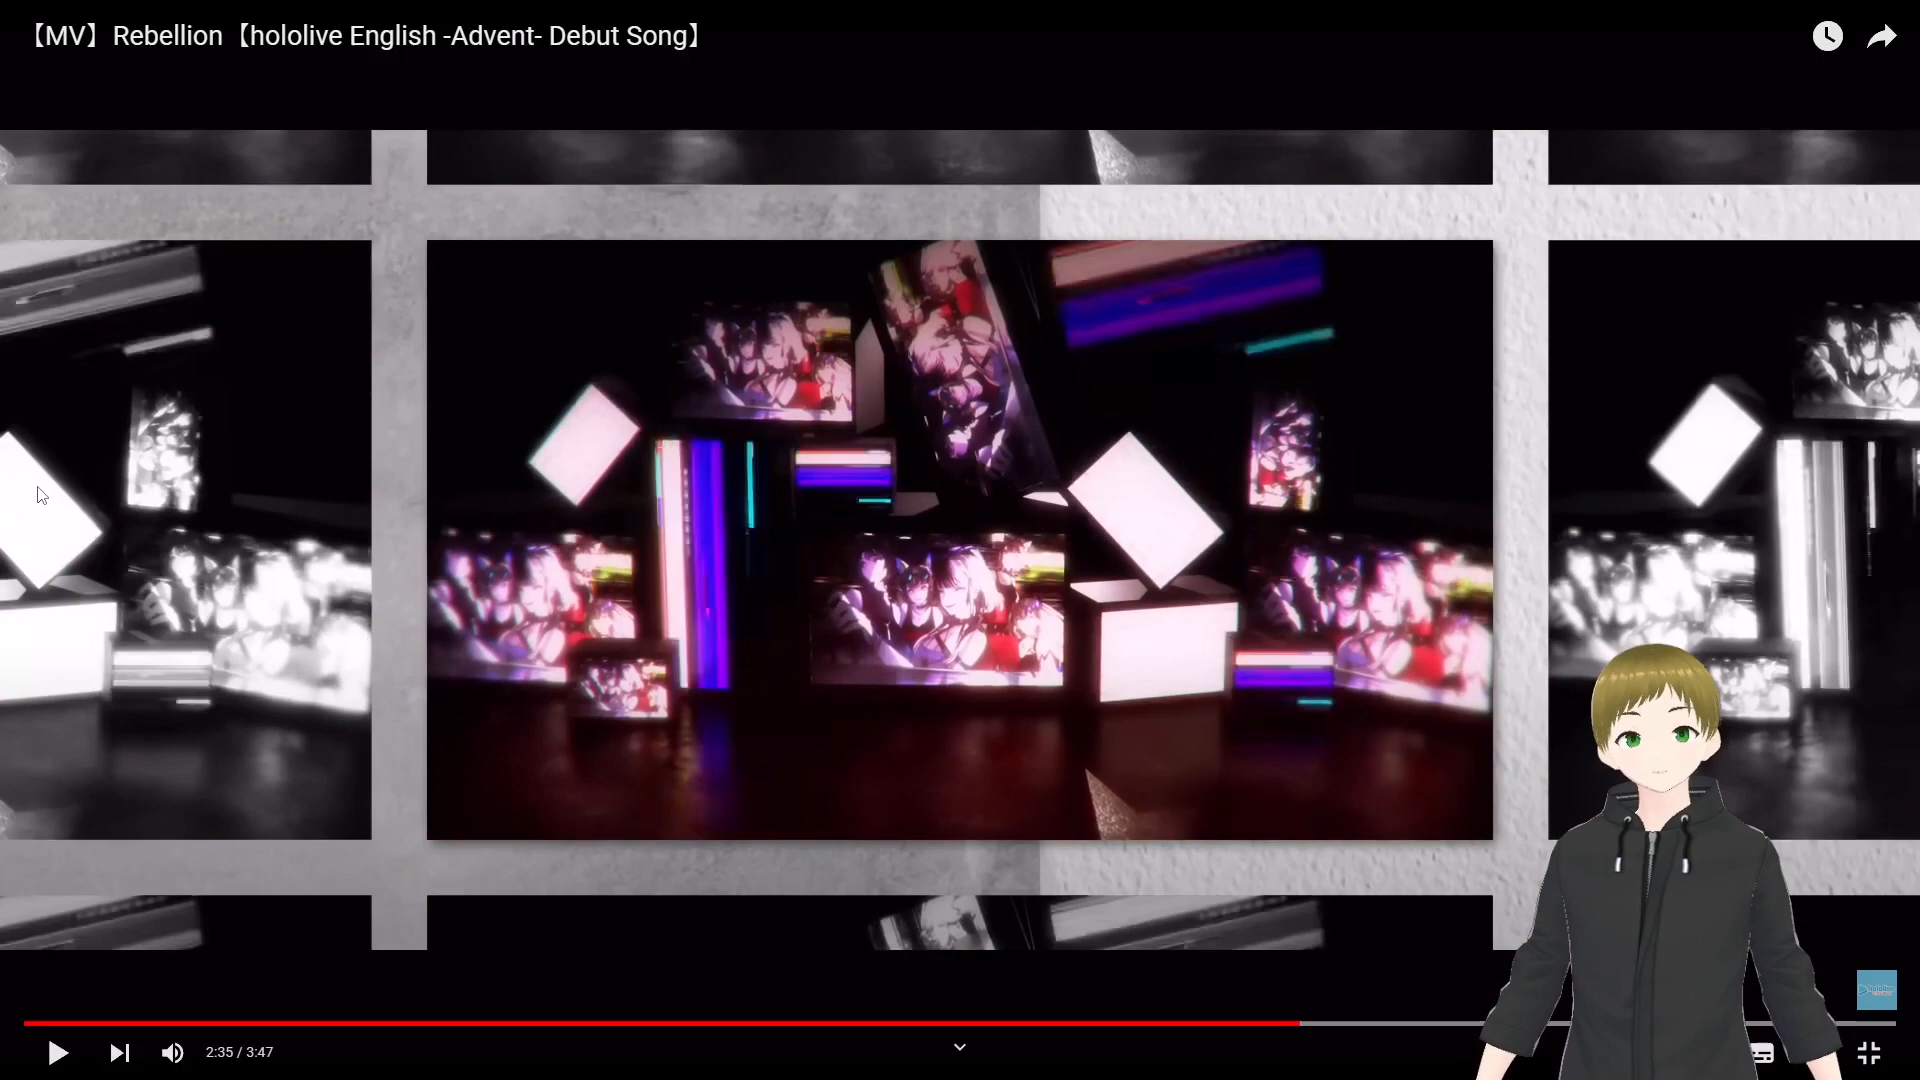 【MV】Rebellion【hololive English -Advent- Debut Song】
2:35 / 3:47